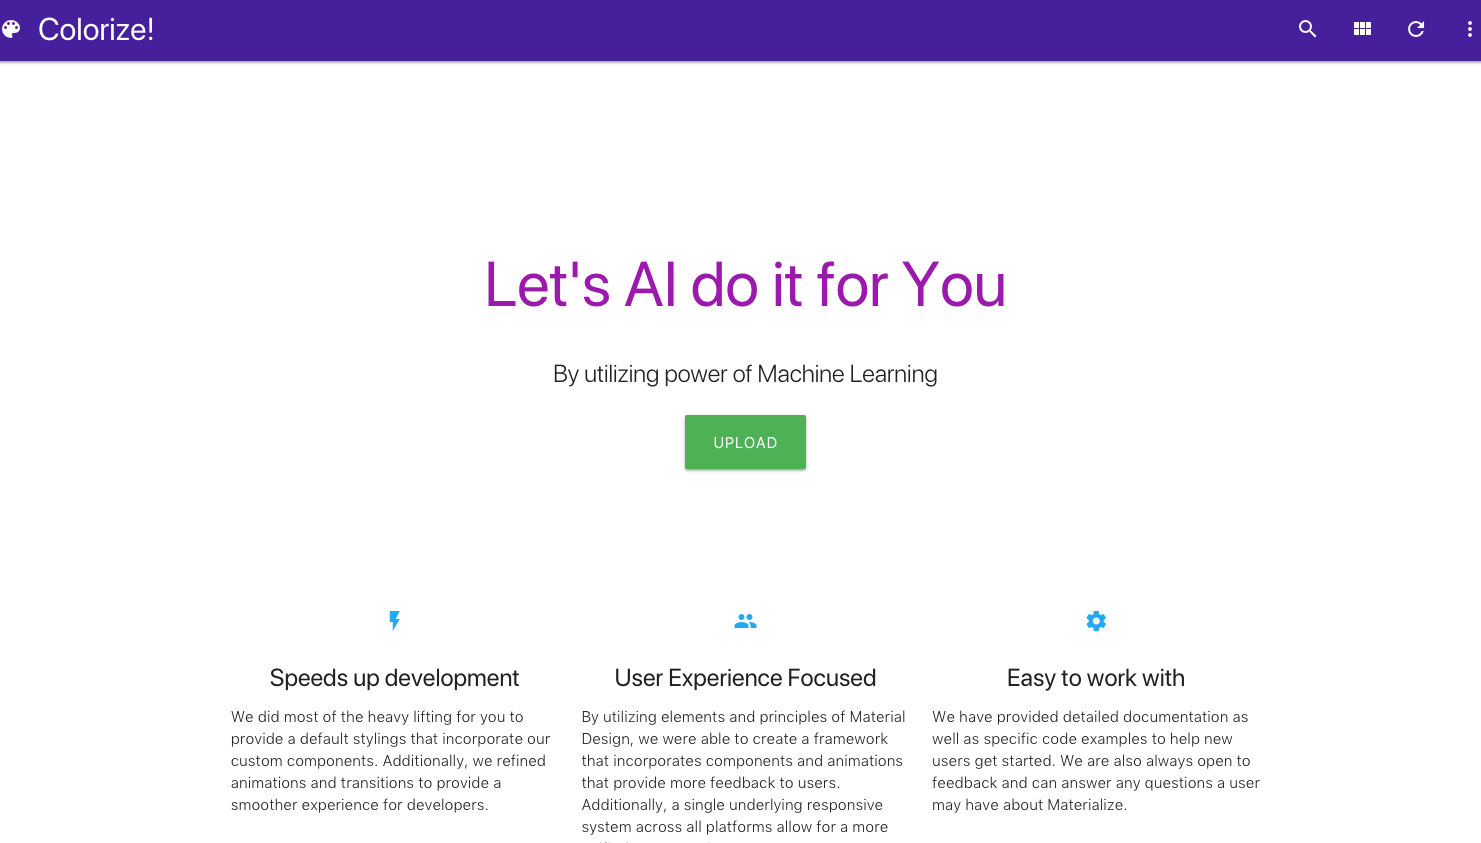 Colorize!
Let's AI do it for You
By utilizing power of Machine Learning
UPLOAD
Speeds up development
We did most of the heavy lifting for you to
provide a default stylings that incorporate our
custom components. Additionally, we refined
animations and transitions to provide a
smoother experience for developers.
User Experience Focused
By utilizing elements and principles of Material
Design, we were able to create a framework
that incorporates components and animations
that provide more feedback to users.
Additionally, a single underlying responsive
system across all platforms allow for a more
Easy to work with
We have provided detailed documentation as
well as specific code examples to help new
users get started. We are also always open to
feedback and can answer any questions a user
may have about Materialize.